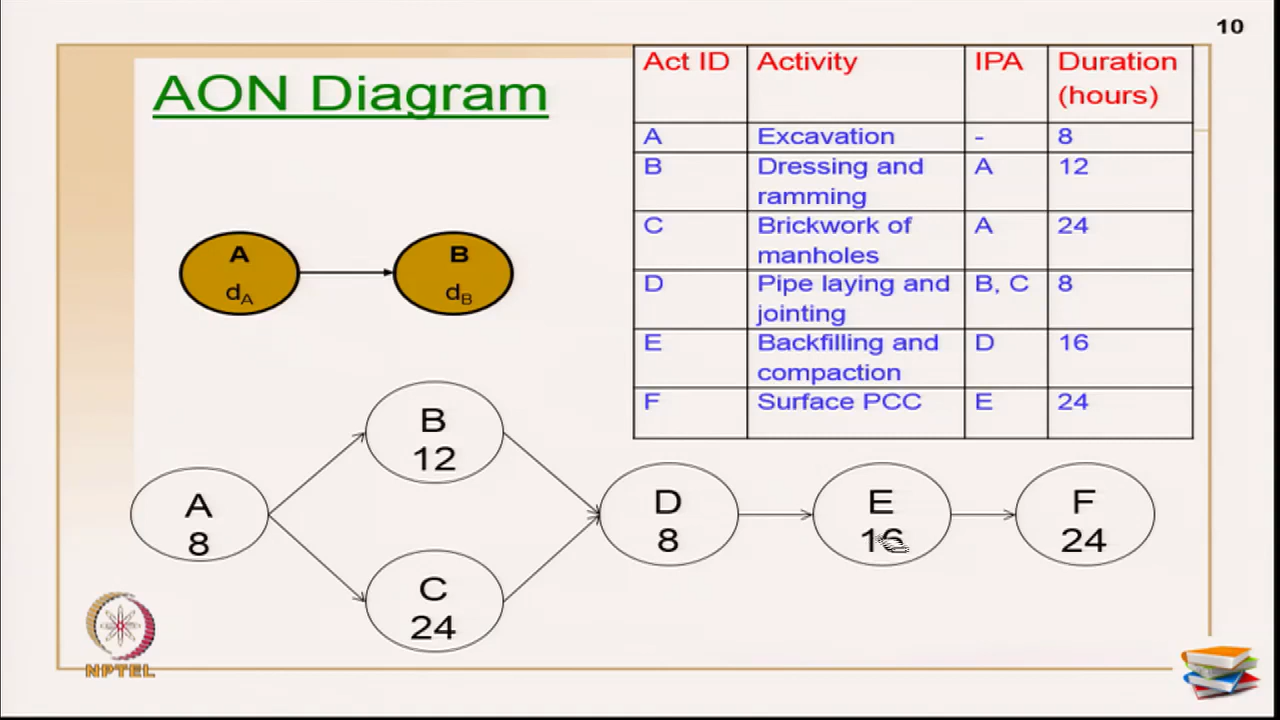 10
AON Diagram
Act ID Activity IPA Duration
(hours)
A Excavation - 8
B Dressing and A 12
ramming
C Brickwork of A 24
manholes
D Pipe laying and B, C 8
jointing
E Backfilling and D 16
compaction
F Surface PCC E 24
A B
dA dB
B
12
A D E F
8 8 16 24
C
24
NPTEL